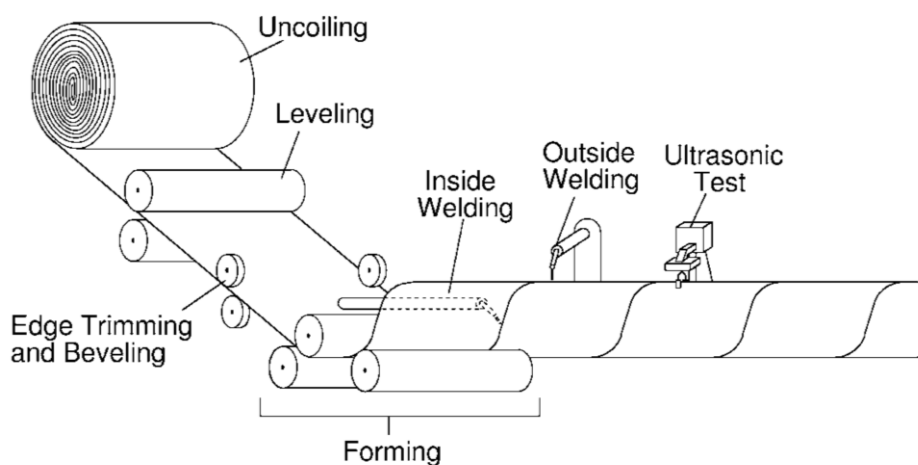 Uncoiling
Leveling
Inside
Welding
Outside
Welding
Ultrasonic
Test
Edge Trimming
and Beveling
Forming